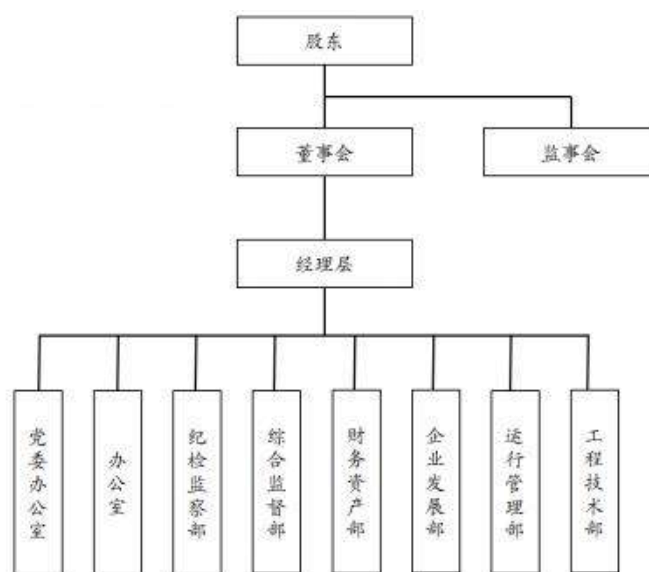 股东
董事会
监事会
经理层
党委办公室
办公室
纪检监察部
综合监督部
财务资产部
企业发展部
运行管理部
工程技术部